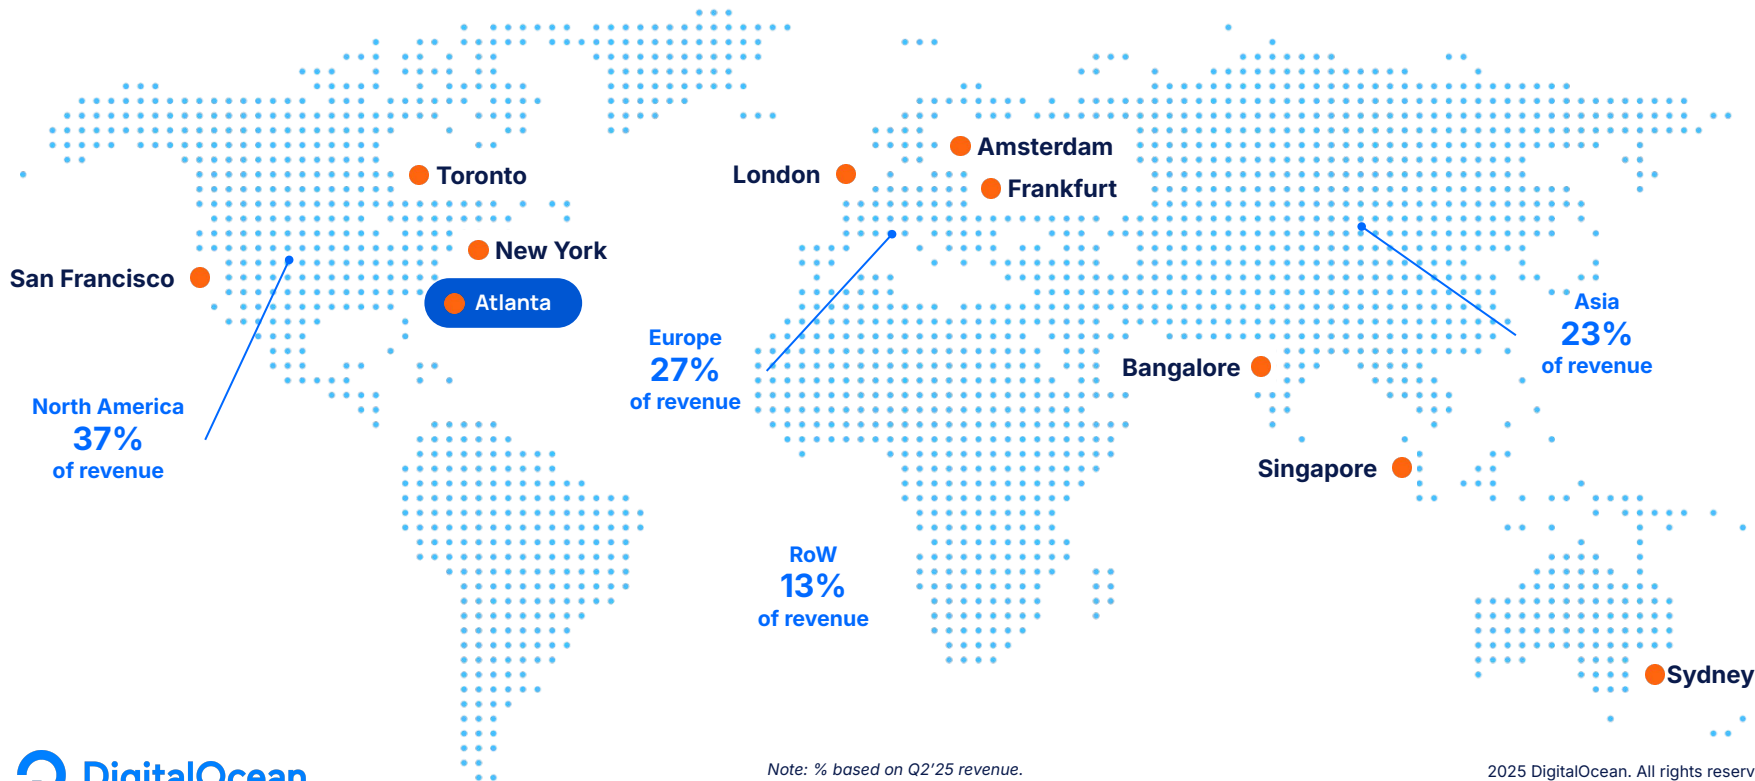 Amsterdam
Toronto
London
Frankfurt
New York
San Francisco
Atlanta
Asia
23%
of revenue
Europe
27%
of revenue
Bangalore
North America
37%
of revenue
Singapore
RoW
13%
of revenue
Sydney
DigitalOcean
Note: % based on Q2'25 revenue.
2025 DigitalOcean. All rights reserv